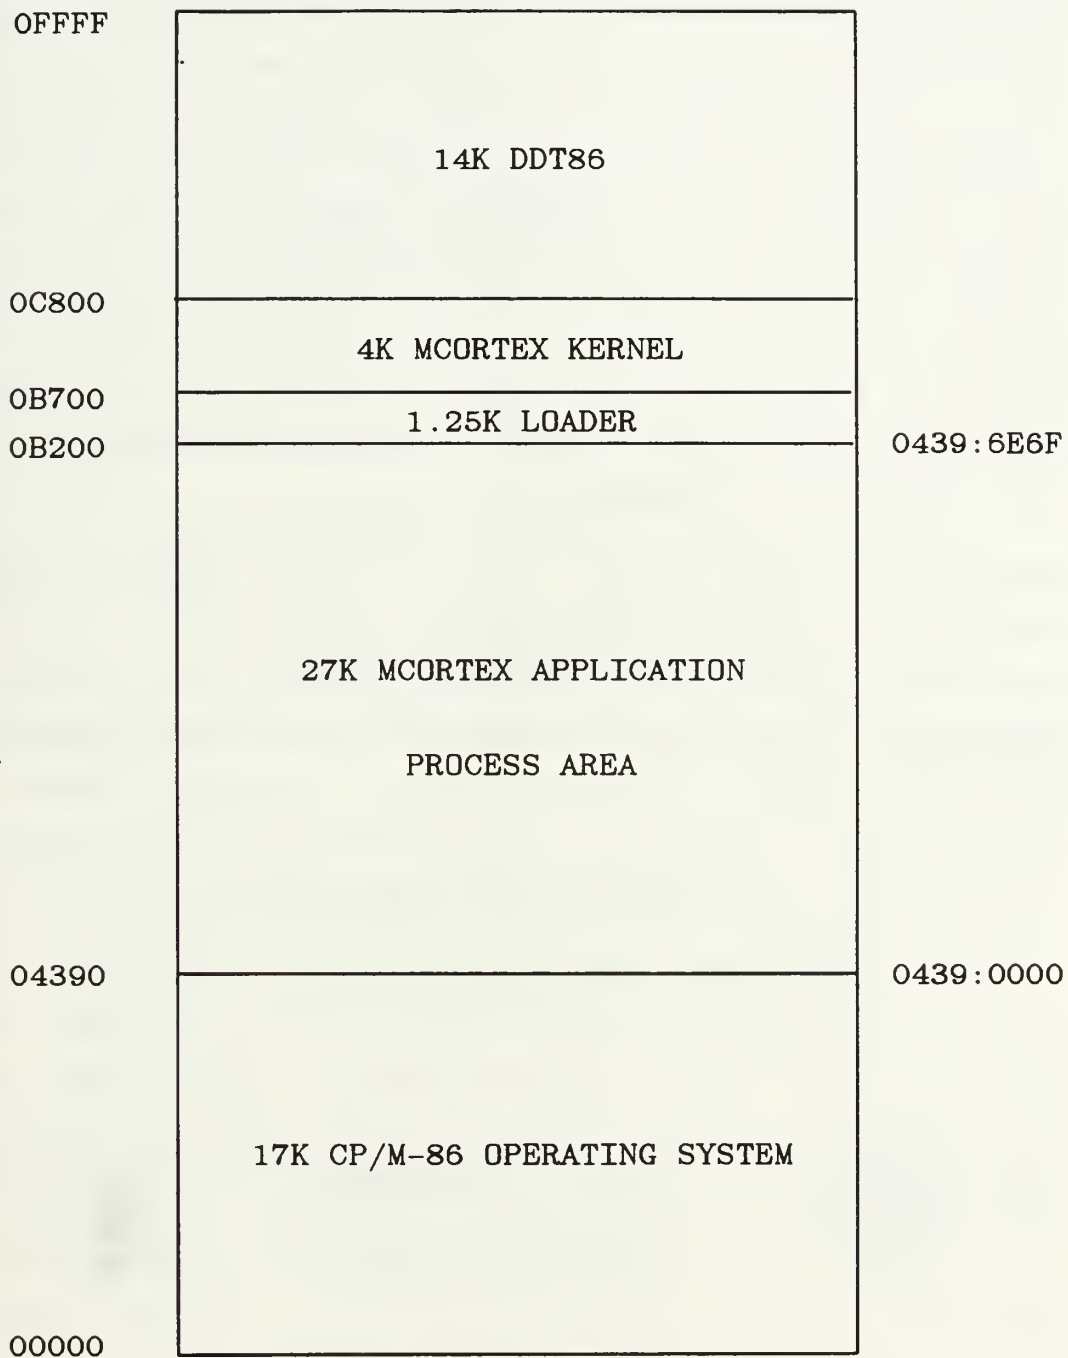 0FFFF
14K DDT86
0C800
4K MCORTEX KERNEL
0B700
1.25K LOADER
0B200
0439:6E6F
27K MCORTEX APPLICATION
PROCESS AREA
04390
0439:0000
17K CP/M-86 OPERATING SYSTEM
00000